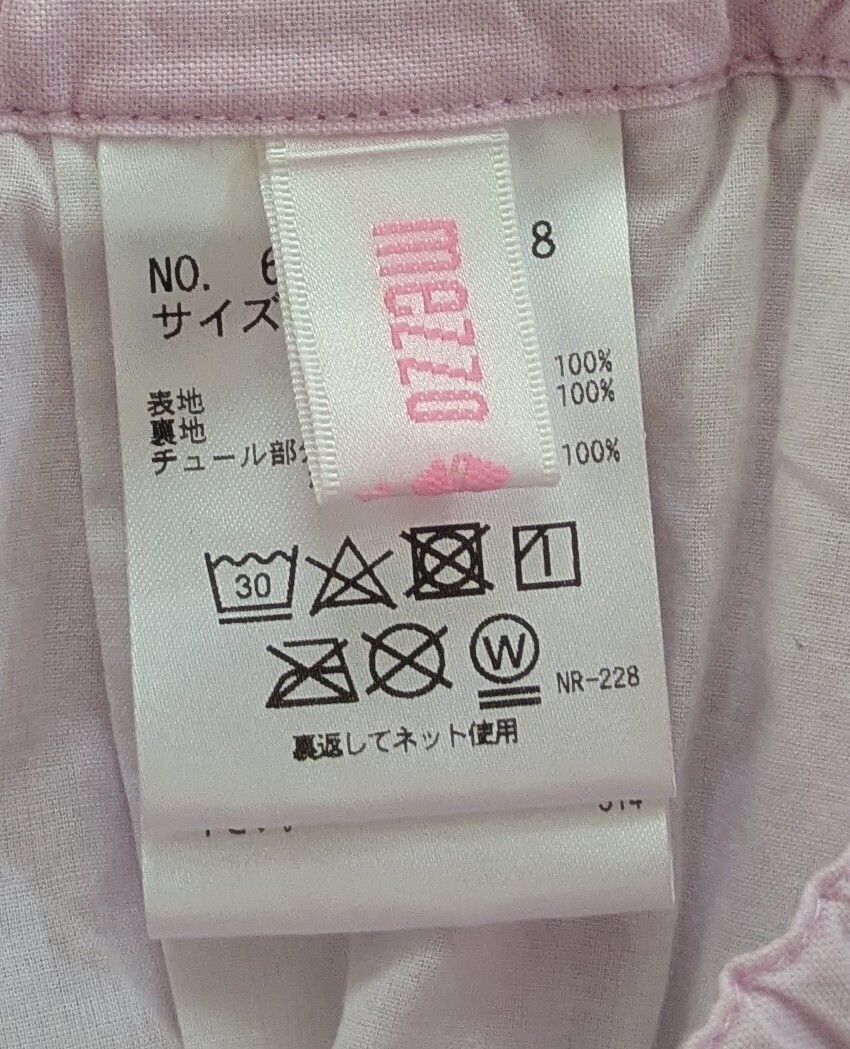 NO. 6
8
サイズ
表地
100%
裏地
100%
チュール部
100%
mezzo
30
W
NR-228
裏返してネット使用
314